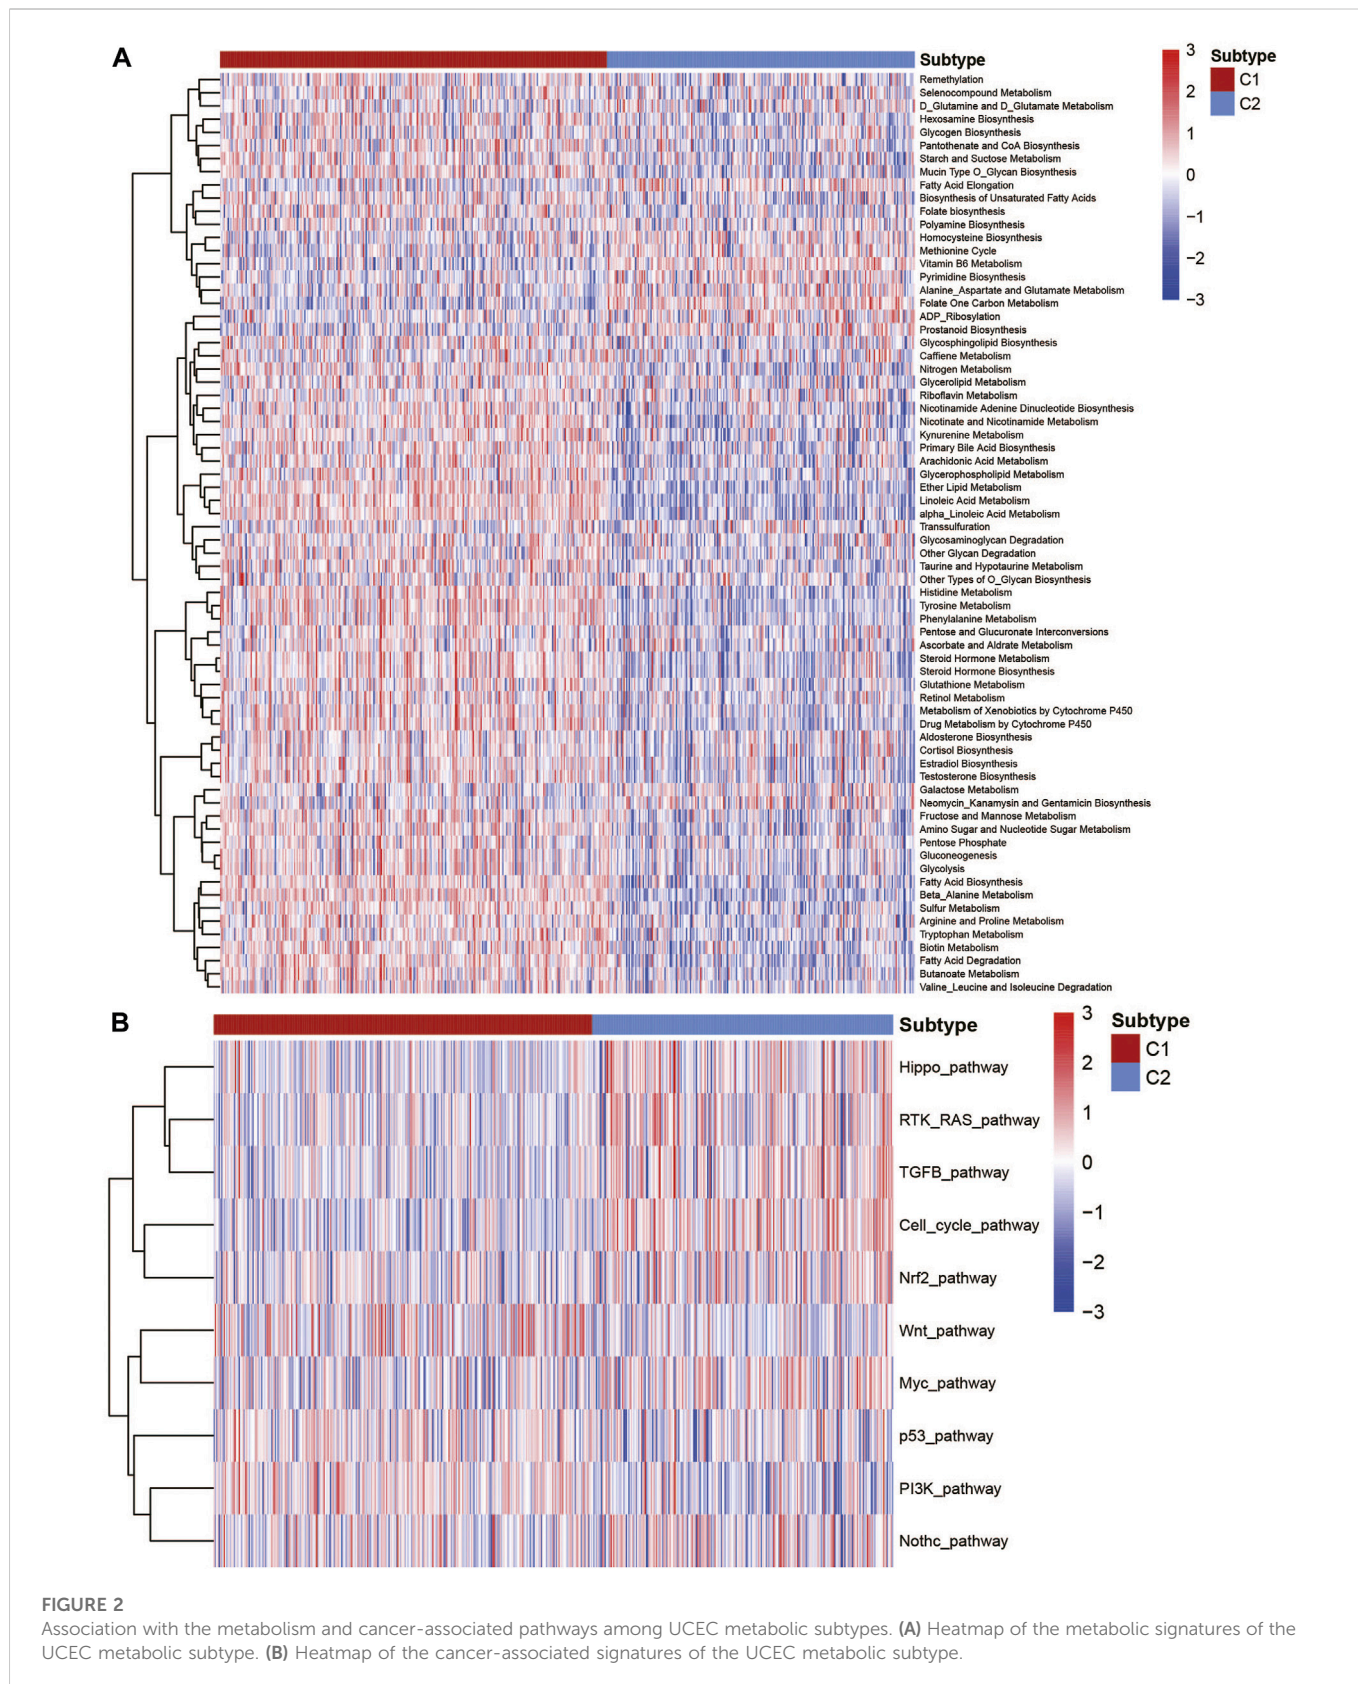 A
Subtype
Remethylation
Selenocompound Metabolism
D_Glutamine and D_Glutamate Metabolism
Hexosamine Biosynthesis
Glycogen Biosynthesis
Pantothenate and CoA Biosynthesis
Starch and Suctose Metabolism
Mucin Type O_Glycan Biosynthesis
Fatty Acid Elongation
Biosynthesis of Unsaturated Fatty Acids
Folate biosynthesis
Polyamine Biosynthesis
Homocysteine Biosynthesis
Methionine Cycle
Vitamin B6 Metabolism
Pyrimidine Biosynthesis
Alanine_Aspartate and Glutamate Metabolism
Folate One Carbon Metabolism
ADP_Ribosylation
Prostanoid Biosynthesis
Glycosphingolipid Biosynthesis
Caffiene Metabolism
Nitrogen Metabolism
Glycerolipid Metabolism
Riboflavin Metabolism
Nicotinamide Adenine Dinucleotide Biosynthesis
Nicotinate and Nicotinamide Metabolism
Kynurenine Metabolism
Primary Bile Acid Biosynthesis
Arachidonic Acid Metabolism
Glycerophospholipid Metabolism
Ether Lipid Metabolism
Linoleic Acid Metabolism
alpha_Linoleic Acid Metabolism
Transsulfuration
Glycosaminoglycan Degradation
Other Glycan Degradation
Taurine and Hypotaurine Metabolism
Other Types of O_Glycan Biosynthesis
Histidine Metabolism
Tyrosine Metabolism
Phenylalanine Metabolism
Pentose and Glucuronate Interconversions
Ascorbate and Aldrate Metabolism
Steroid Hormone Metabolism
Steroid Hormone Biosynthesis
Glutathione Metabolism
Retinol Metabolism
Metabolism of Xenobiotics by Cytochrome P450
Drug Metabolism by Cytochrome P450
Aldosterone Biosynthesis
Cortisol Biosynthesis
Estradiol Biosynthesis
Testosterone Biosynthesis
Galactose Metabolism
Neomycin_Kanamysin and Gentamicin Biosynthesis
Fructose and Mannose Metabolism
Amino Sugar and Nucleotide Sugar Metabolism
Pentose Phosphate
Gluconeogenesis
Glycolysis
Fatty Acid Biosynthesis
Beta_Alanine Metabolism
Sulfur Metabolism
Arginine and Proline Metabolism
Tryptophan Metabolism
Biotin Metabolism
Fatty Acid Degradation
Butanoate Metabolism
Valine_Leucine and Isoleucine Degradation
3
2
1
0
−1
−2
−3
Subtype
C1
C2
B
Subtype
Hippo_pathway
RTK_RAS_pathway
TGFB_pathway
Cell_cycle_pathway
Nrf2_pathway
Wnt_pathway
Myc_pathway
p53_pathway
PI3K_pathway
Nothc_pathway
3
2
1
0
−1
−2
−3
Subtype
C1
C2
FIGURE 2
Association with the metabolism and cancer-associated pathways among UCEC metabolic subtypes. (A) Heatmap of the metabolic signatures of the
UCEC metabolic subtype. (B) Heatmap of the cancer-associated signatures of the UCEC metabolic subtype.